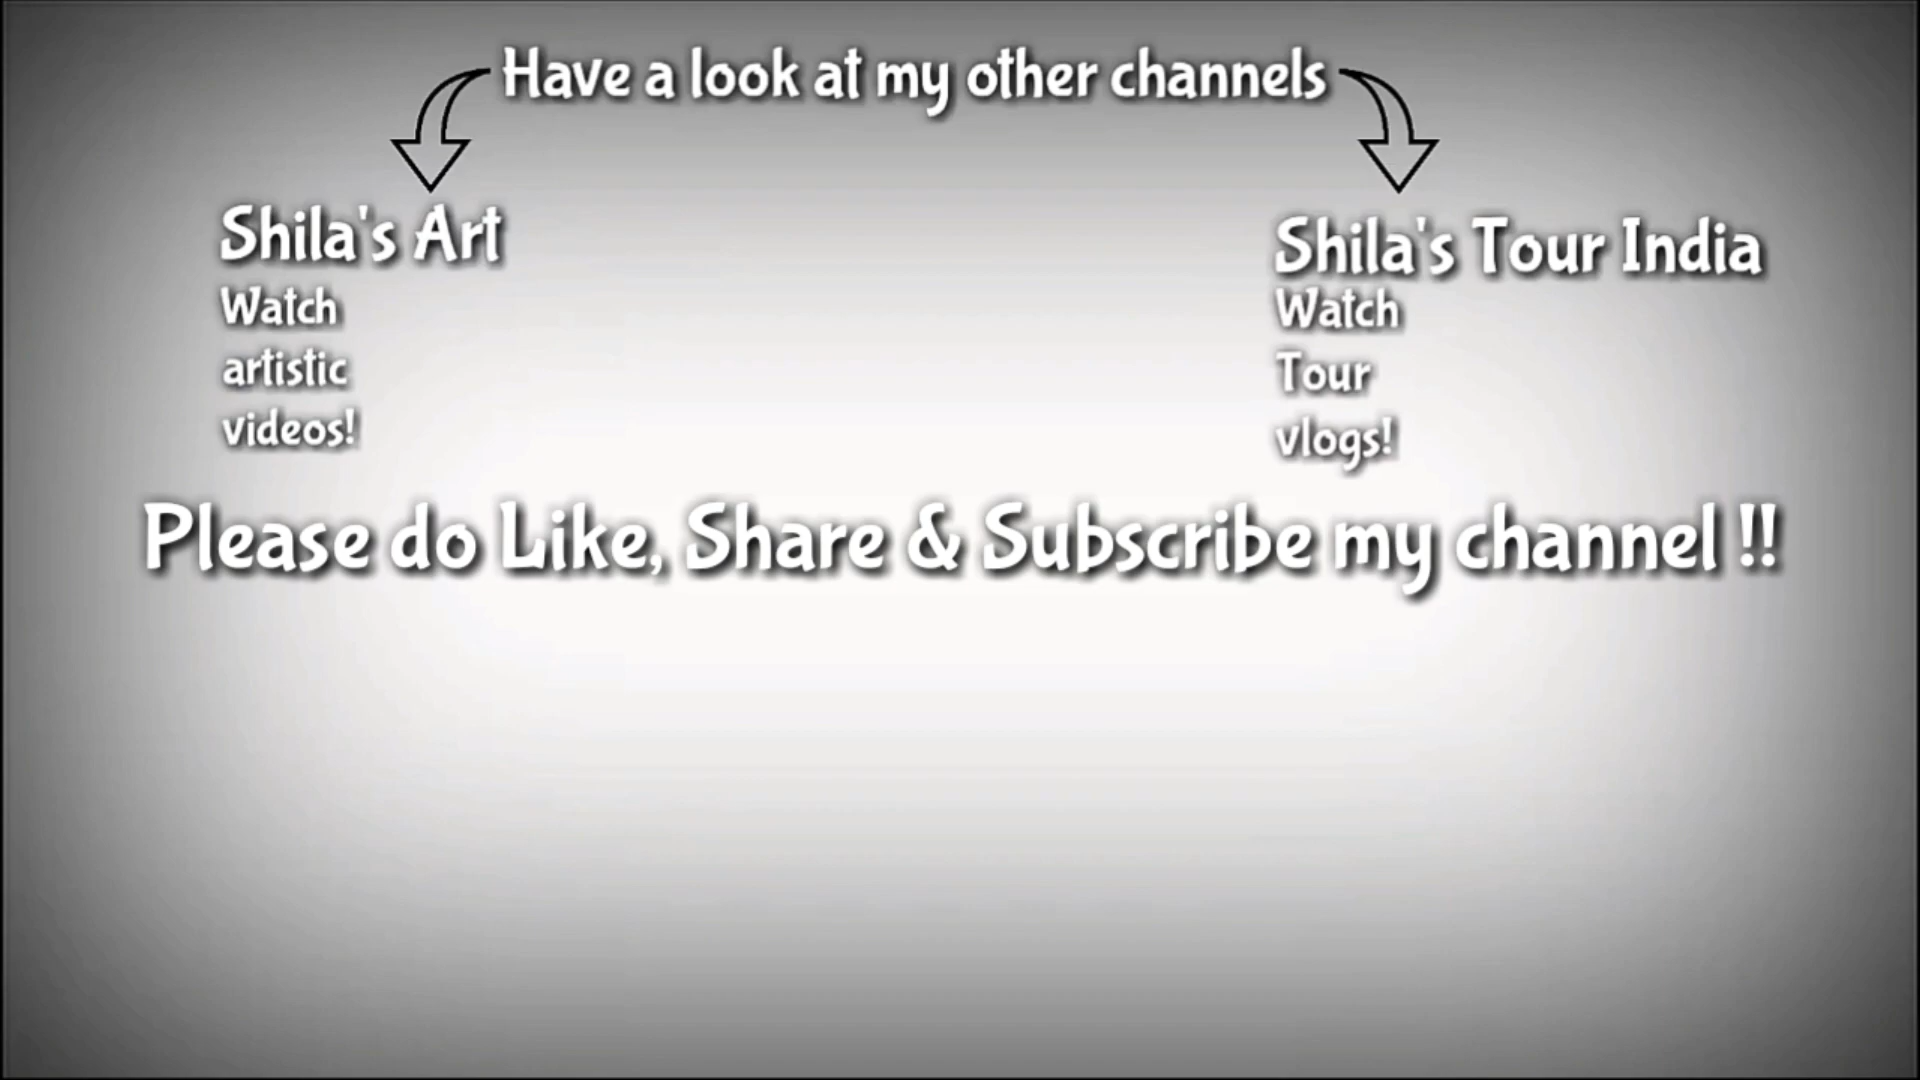 Have a look at my other channels
Shila's Art
Watch
artistic
videos!
Shila's Tour India
Watch
Tour
vlogs!
Please do Like, Share & Subscribe my channel !!